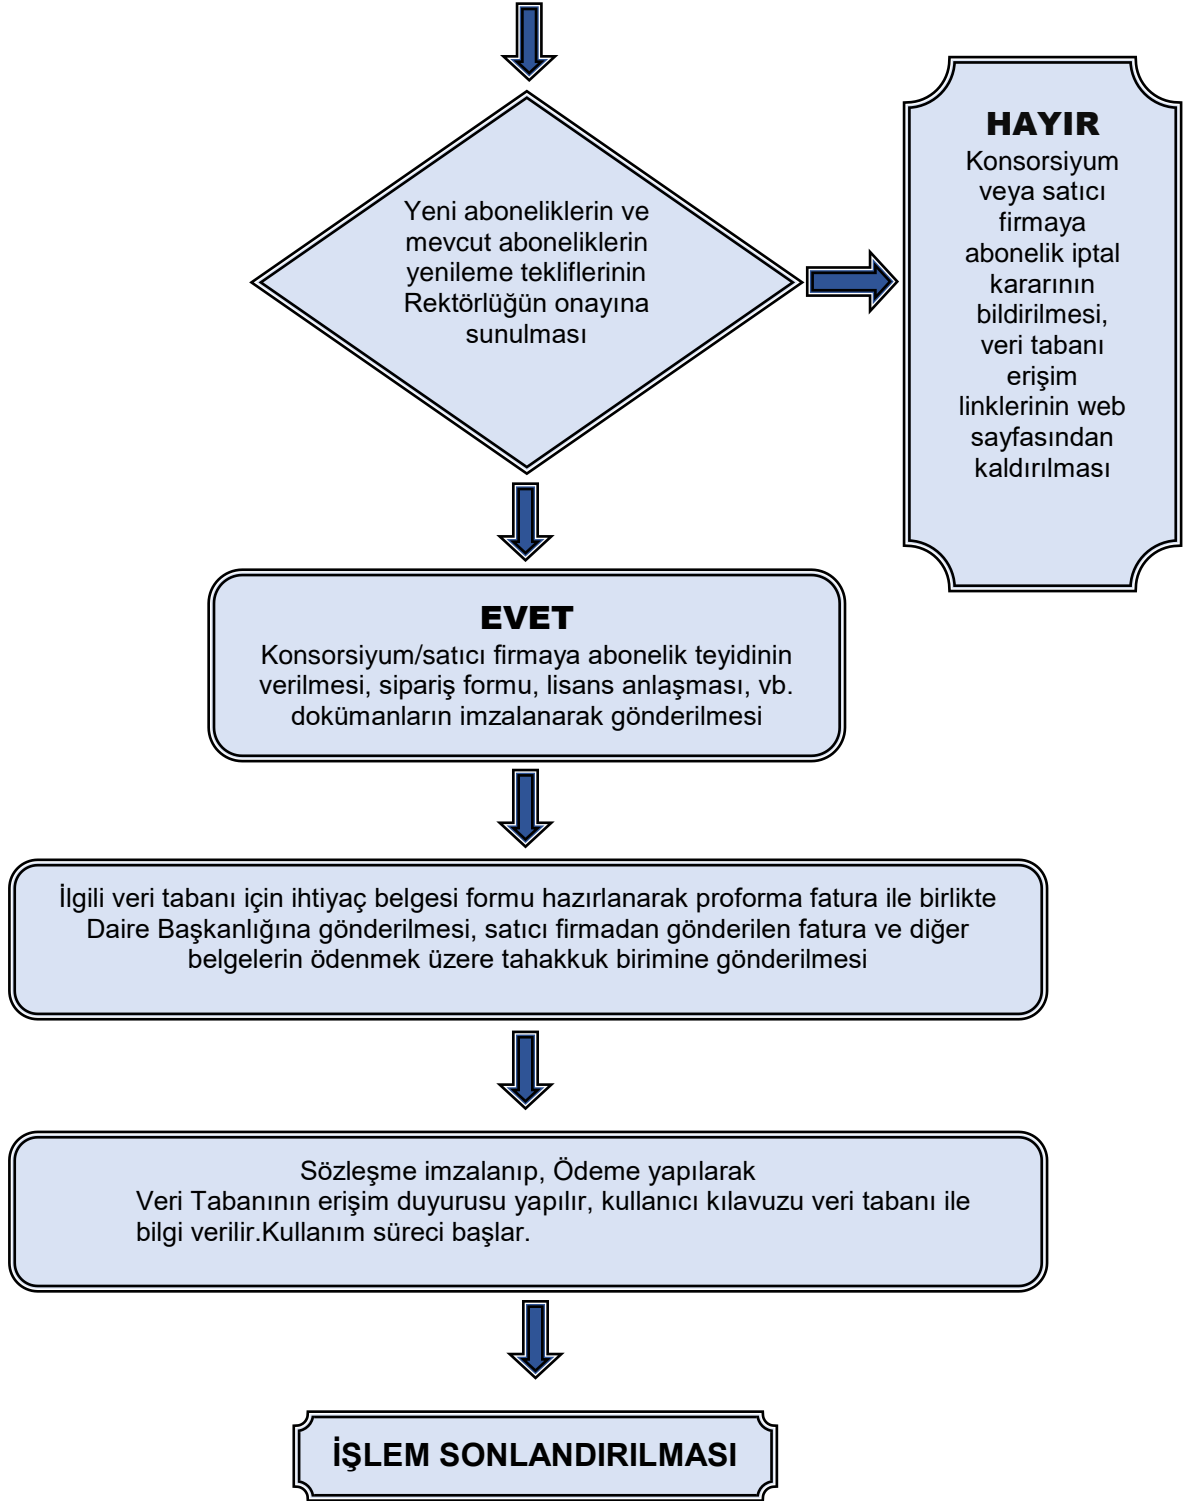 Yeni aboneliklerin ve
mevcut aboneliklerin
yenileme tekliflerinin
Rektörlüğün onayına
sunulması
HAYIR
Konsorsiyum
veya satıcı
firmaya
abonelik iptal
kararının
bildirilmesi,
veri tabanı
erişim
linklerinin web
sayfasından
kaldırılması
EVET
Konsorsiyum/satıcı firmaya abonelik teyidinin
verilmesi, sipariş formu, lisans anlaşması, vb.
dokümanların imzalanarak gönderilmesi
İlgili veri tabanı için ihtiyaç belgesi formu hazırlanarak proforma fatura ile birlikte
Daire Başkanlığına gönderilmesi, satıcı firmadan gönderilen fatura ve diğer
belgelerin ödenmek üzere tahakkuk birimine gönderilmesi
Sözleşme imzalanıp, Ödeme yapılarak
Veri Tabanının erişim duyurusu yapılır, kullanıcı kılavuzu veri tabanı ile
bilgi verilir.Kullanım süreci başlar.
İŞLEM SONLANDIRILMASI